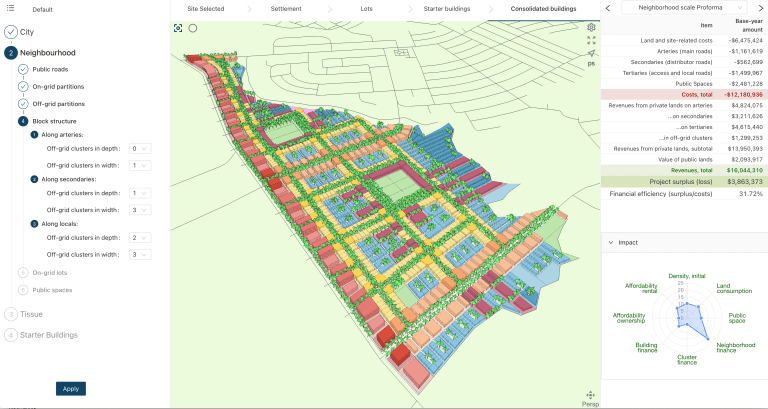 Default
City
2 Neighbourhood
Public roads
On-grid partitions
Off-grid partitions
4 Block structure
1 Along arteries:
Off-grid clusters in depth: 0
Off-grid clusters in width: 1
2 Along secondaries:
Off-grid clusters in depth: 1
Off-grid clusters in width: 3
3 Along locals:
Off-grid clusters in depth: 2
Off-grid clusters in width: 3
5 On-grid lots
6 Public spaces
3 Tissue
4 Starter Buildings
Apply
Site Selected
Settlement
Lots
Starter buildings
Consolidated buildings
ps
Persp
Neighborhood scale Proforma
Item Base-year amount
Land and site-related costs -$6,475,424
Arteries (main roads) -$1,161,619
Secondaries (distributor roads) -$562,699
Tertiaries (access and local roads) -$1,499,967
Public Spaces -$2,481,228
Costs, total -$12,180,936
Revenues from private lands on arteries $4,824,075
...on secondaries $3,211,626
...on tertaries $4,615,440
...in off-grid clusters $1,299,253
Revenues from private lands, subtotal $13,950,393
Value of public lands $2,093,917
Revenues, total $16,044,310
Project surplus (loss) $3,863,373
Financial efficiency (surplus/costs) 31.72%
Impact
Density, initial
Land consumption
Public space
Neighborhood finance
Cluster finance
Building finance
Affordability ownership
Affordability rental
25
20
15
10
5
0